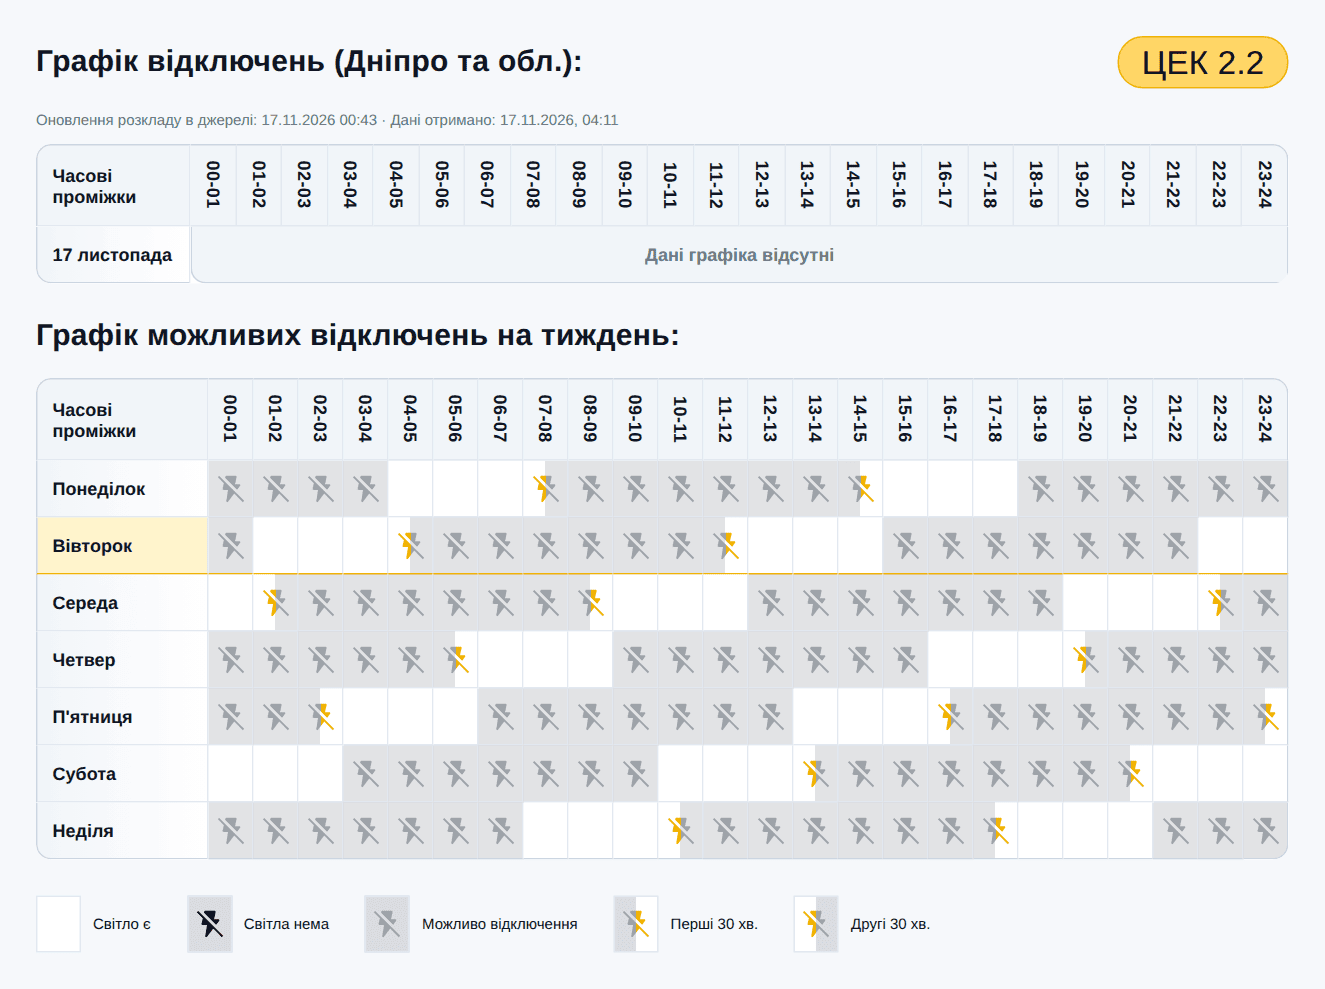 Графік відключень (Дніпро та обл.):
ЦЕК 2.2
Оновлення розкладу в джерелі: 17.11.2026 00:43 · Дані отримано: 17.11.2026, 04:11
Часові
проміжки
00-01 01-02 02-03 03-04 04-05 05-06 06-07 07-08 08-09 09-10 10-11 11-12 12-13 13-14 14-15 15-16 16-17 17-18 18-19 19-20 20-21 21-22 22-23 23-24
17 листопада
Дані графіка відсутні
Графік можливих відключень на тиждень:
Часові
проміжки
00-01 01-02 02-03 03-04 04-05 05-06 06-07 07-08 08-09 09-10 10-11 11-12 12-13 13-14 14-15 15-16 16-17 17-18 18-19 19-20 20-21 21-22 22-23 23-24
Понеділок
Вівторок
Середа
Четвер
П'ятниця
Субота
Неділя
Світло є
Світла нема
Можливо відключення
Перші 30 хв.
Другі 30 хв.